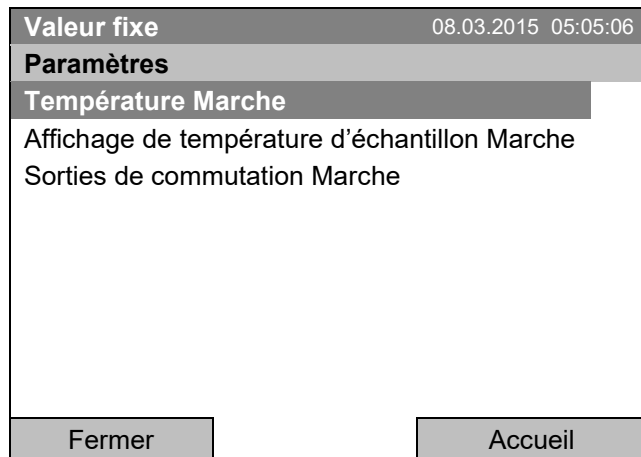 Valeur fixe 08.03.2015 05:05:06
Paramètres
Température Marche
Affichage de température d’échantillon Marche
Sorties de commutation Marche
Fermer Accueil